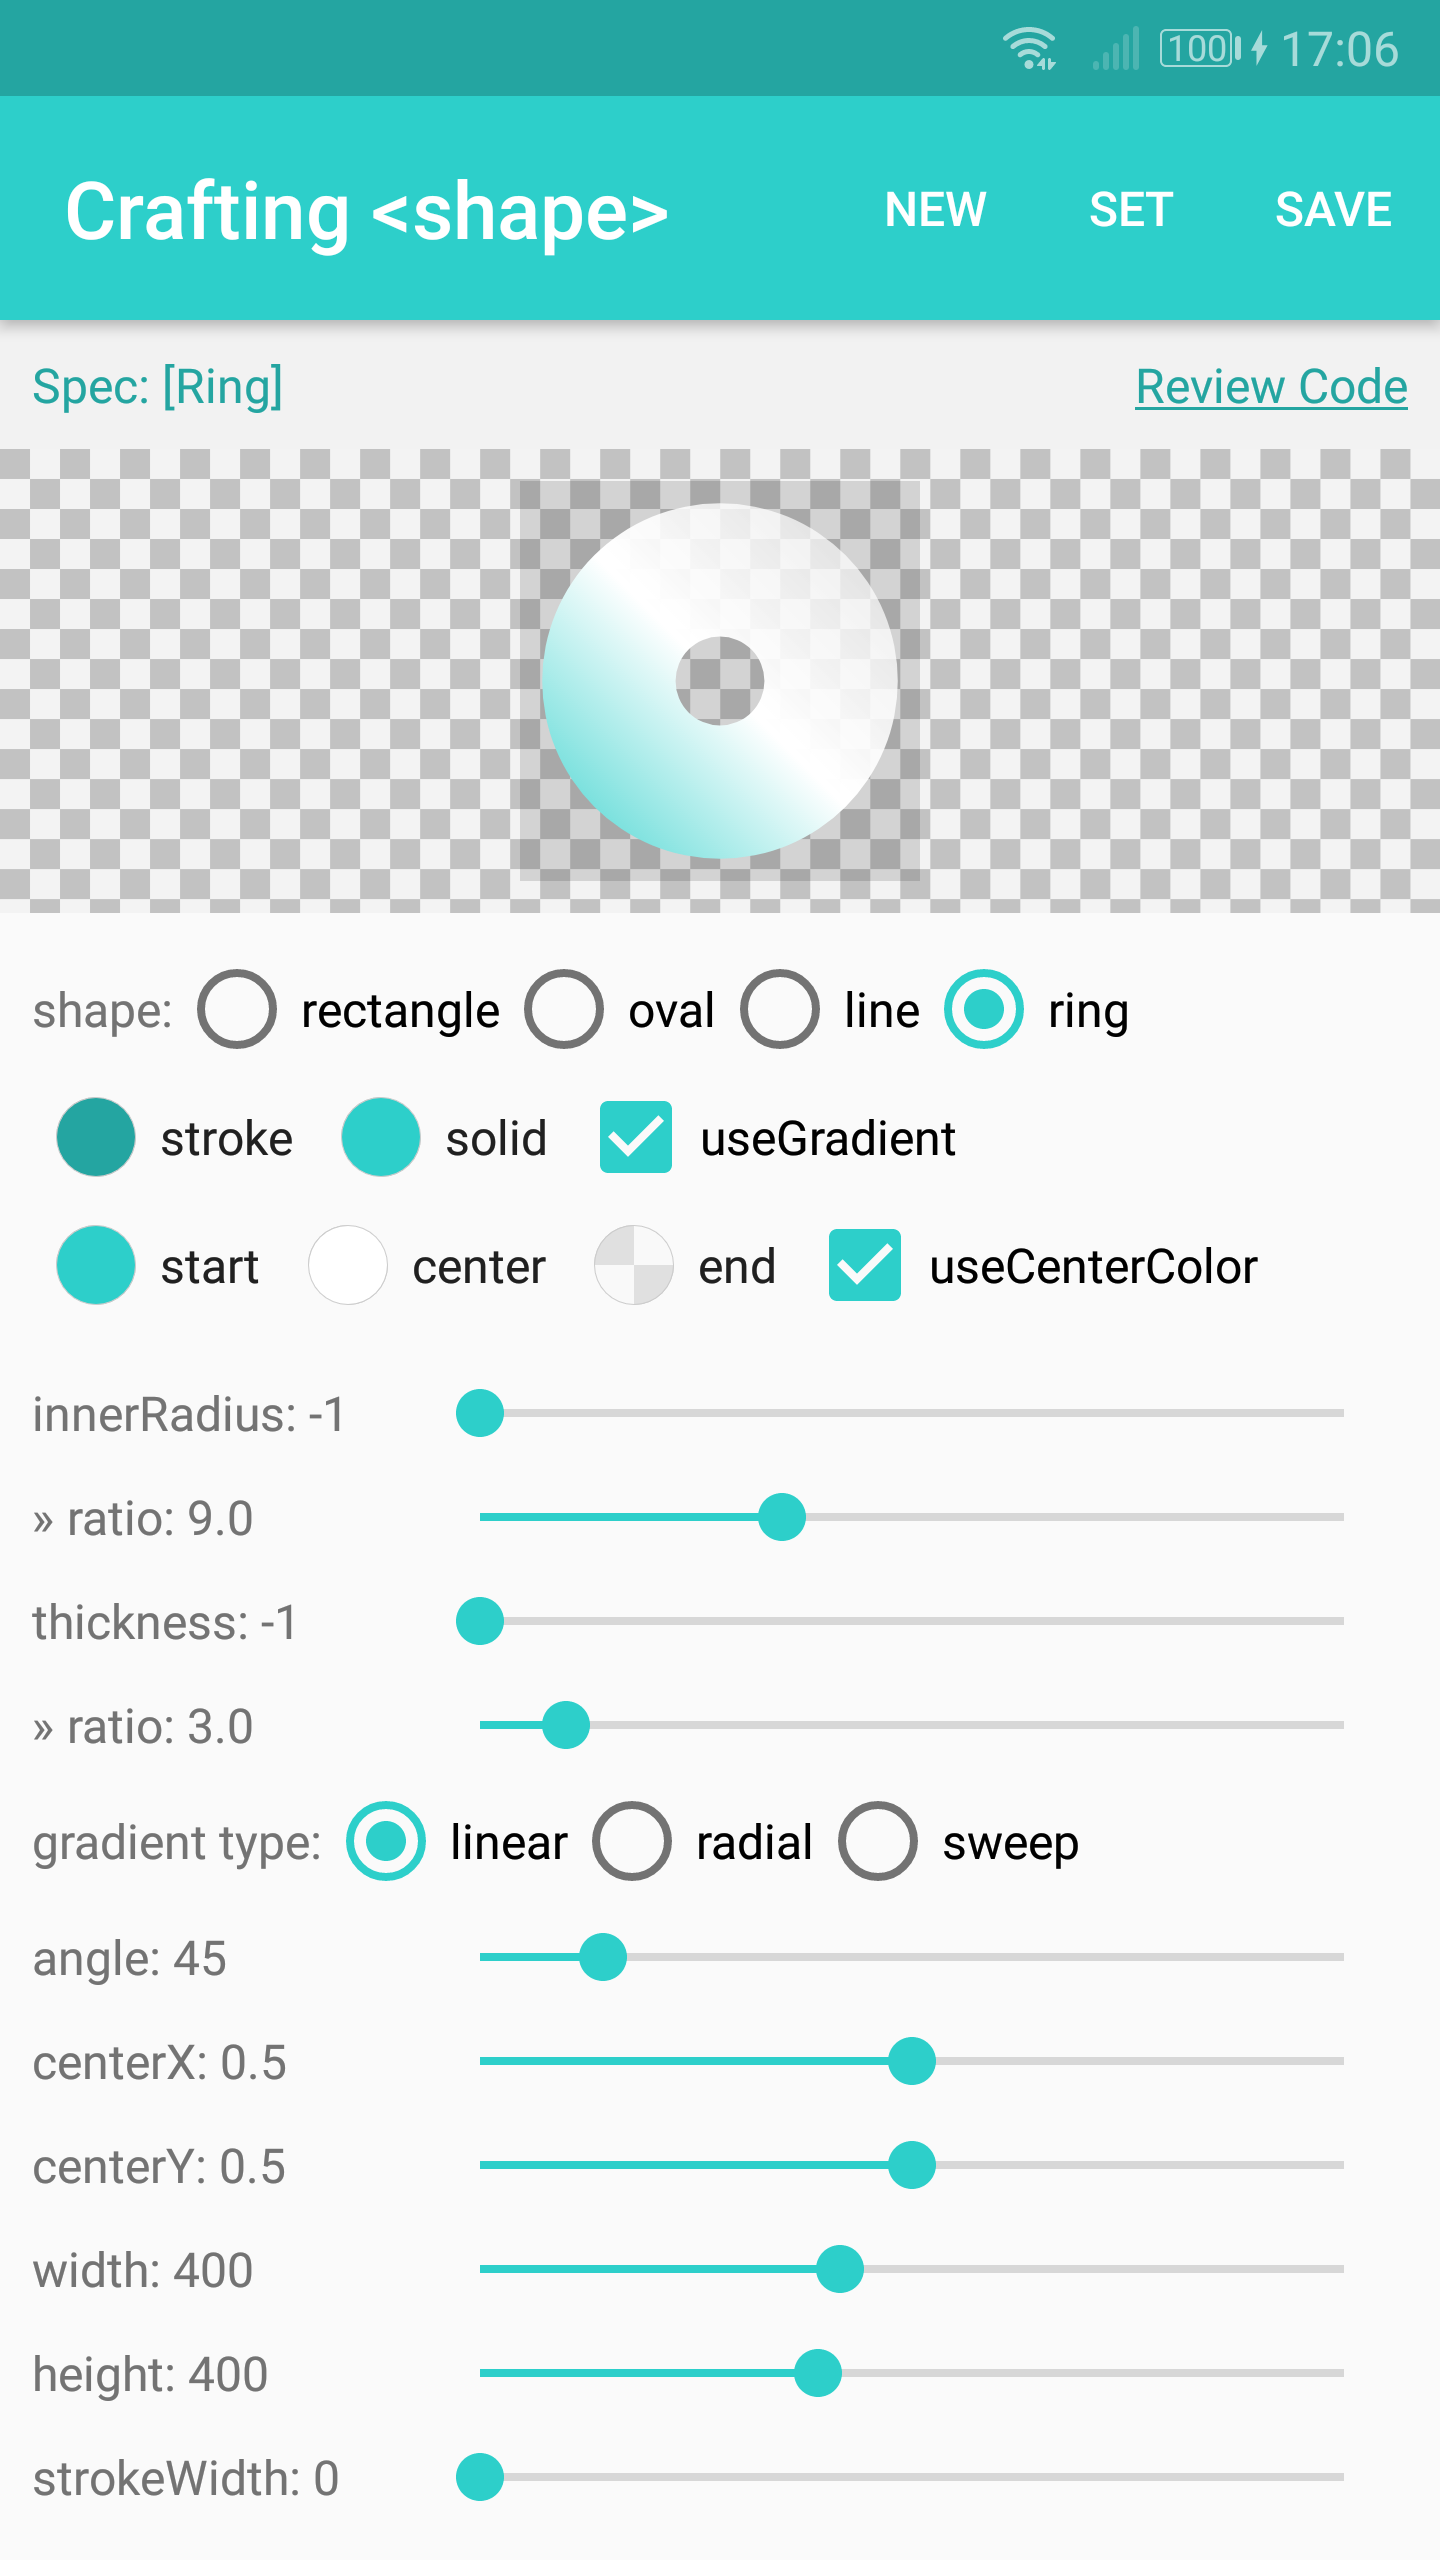 100 17:06
Crafting <shape> NEW SET SAVE
Spec: [Ring] Review Code
shape: rectangle oval line ring
stroke solid useGradient
start center end useCenterColor
innerRadius: -1
» ratio: 9.0
thickness: -1
» ratio: 3.0
gradient type: linear radial sweep
angle: 45
centerX: 0.5
centerY: 0.5
width: 400
height: 400
strokeWidth: 0